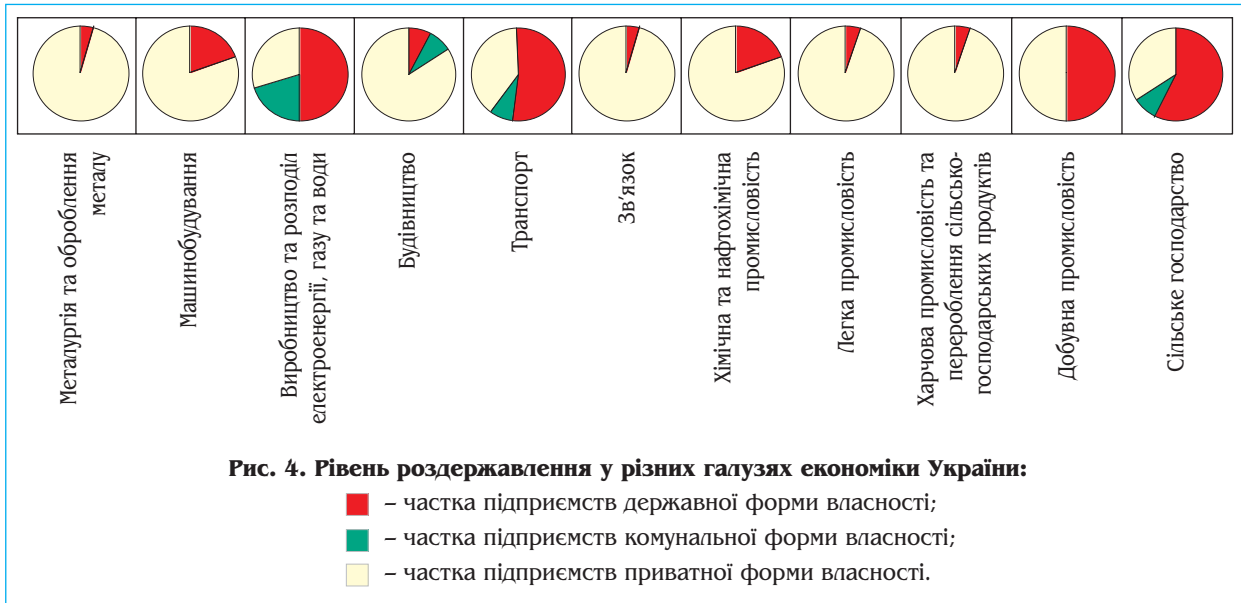 Металургія та оброблення
металу
Машинобудування
Виробництво та розподіл
електроенергії, газу та води
Будівництво
Транспорт
Зв'язок
Хімічна та нафтохімічна
промисловість
Легка промисловість
Харчова промисловість та
перероблення сільсько-
господарських продуктів
Добувна промисловість
Сільське господарство
Рис. 4. Рівень роздержавлення у різних галузях економіки України:
– частка підприємств державної форми власності;
– частка підприємств комунальної форми власності;
– частка підприємств приватної форми власності.